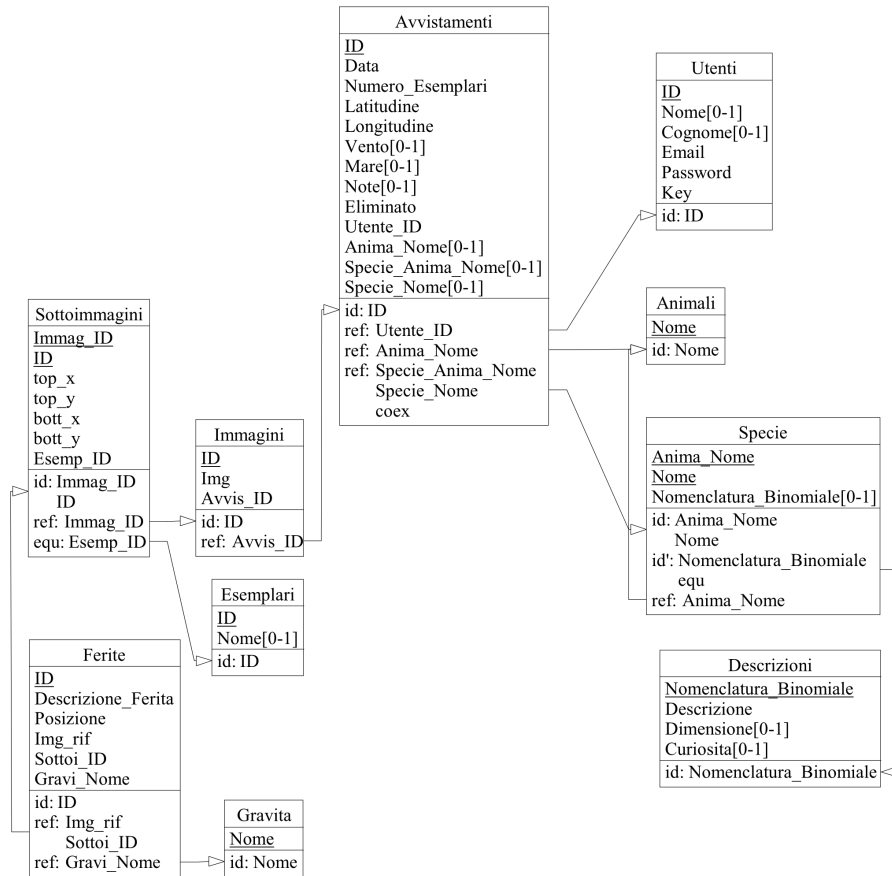 Avvistamenti
ID
Data
Numero_Esemplari
Latitudine
Longitudine
Vento[0-1]
Mare[0-1]
Note[0-1]
Eliminato
Utente_ID
Anima_Nome[0-1]
Specie_Anima_Nome[0-1]
Specie_Nome[0-1]
id: ID
ref: Utente_ID
ref: Anima_Nome
ref: Specie_Anima_Nome
Specie_Nome
coex
Utenti
ID
Nome[0-1]
Cognome[0-1]
Email
Password
Key
id: ID
Animali
Nome
id: Nome
Sottoimmagini
Immag_ID
ID
top_x
top_y
bott_x
bott_y
Esemp_ID
id: Immag_ID
ID
ref: Immag_ID
equ: Esemp_ID
Immagini
ID
Img
Avvis_ID
id: ID
ref: Avvis_ID
Specie
Anima_Nome
Nome
Nomenclatura_Binomiale[0-1]
id: Anima_Nome
Nome
id': Nomenclatura_Binomiale
equ
ref: Anima_Nome
Esemplari
ID
Nome[0-1]
id: ID
Ferite
ID
Descrizione_Ferita
Posizione
Img_rif
Sottoi_ID
Gravi_Nome
id: ID
ref: Img_rif
Sottoi_ID
ref: Gravi_Nome
Gravita
Nome
id: Nome
Descrizioni
Nomenclatura_Binomiale
Descrizione
Dimensione[0-1]
Curiosita[0-1]
id: Nomenclatura_Binomiale